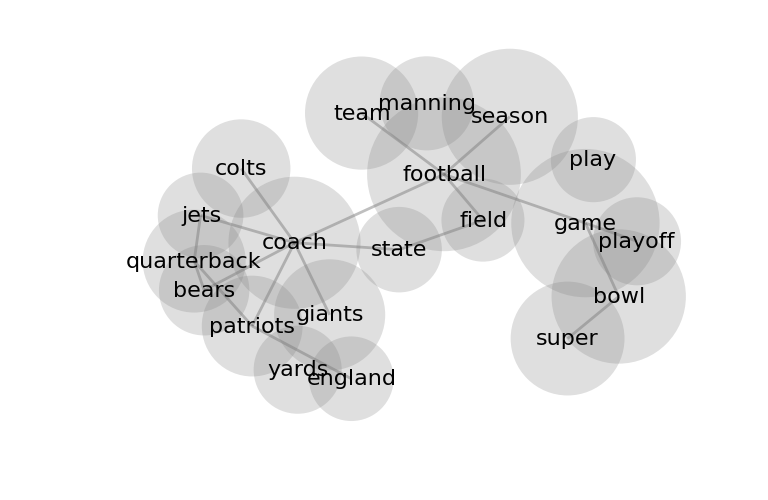 manning
team
season
play
colts
football
jets
field
game
coach
playoff
state
quarterback
bears
bowl
giants
patriots
super
yards
england